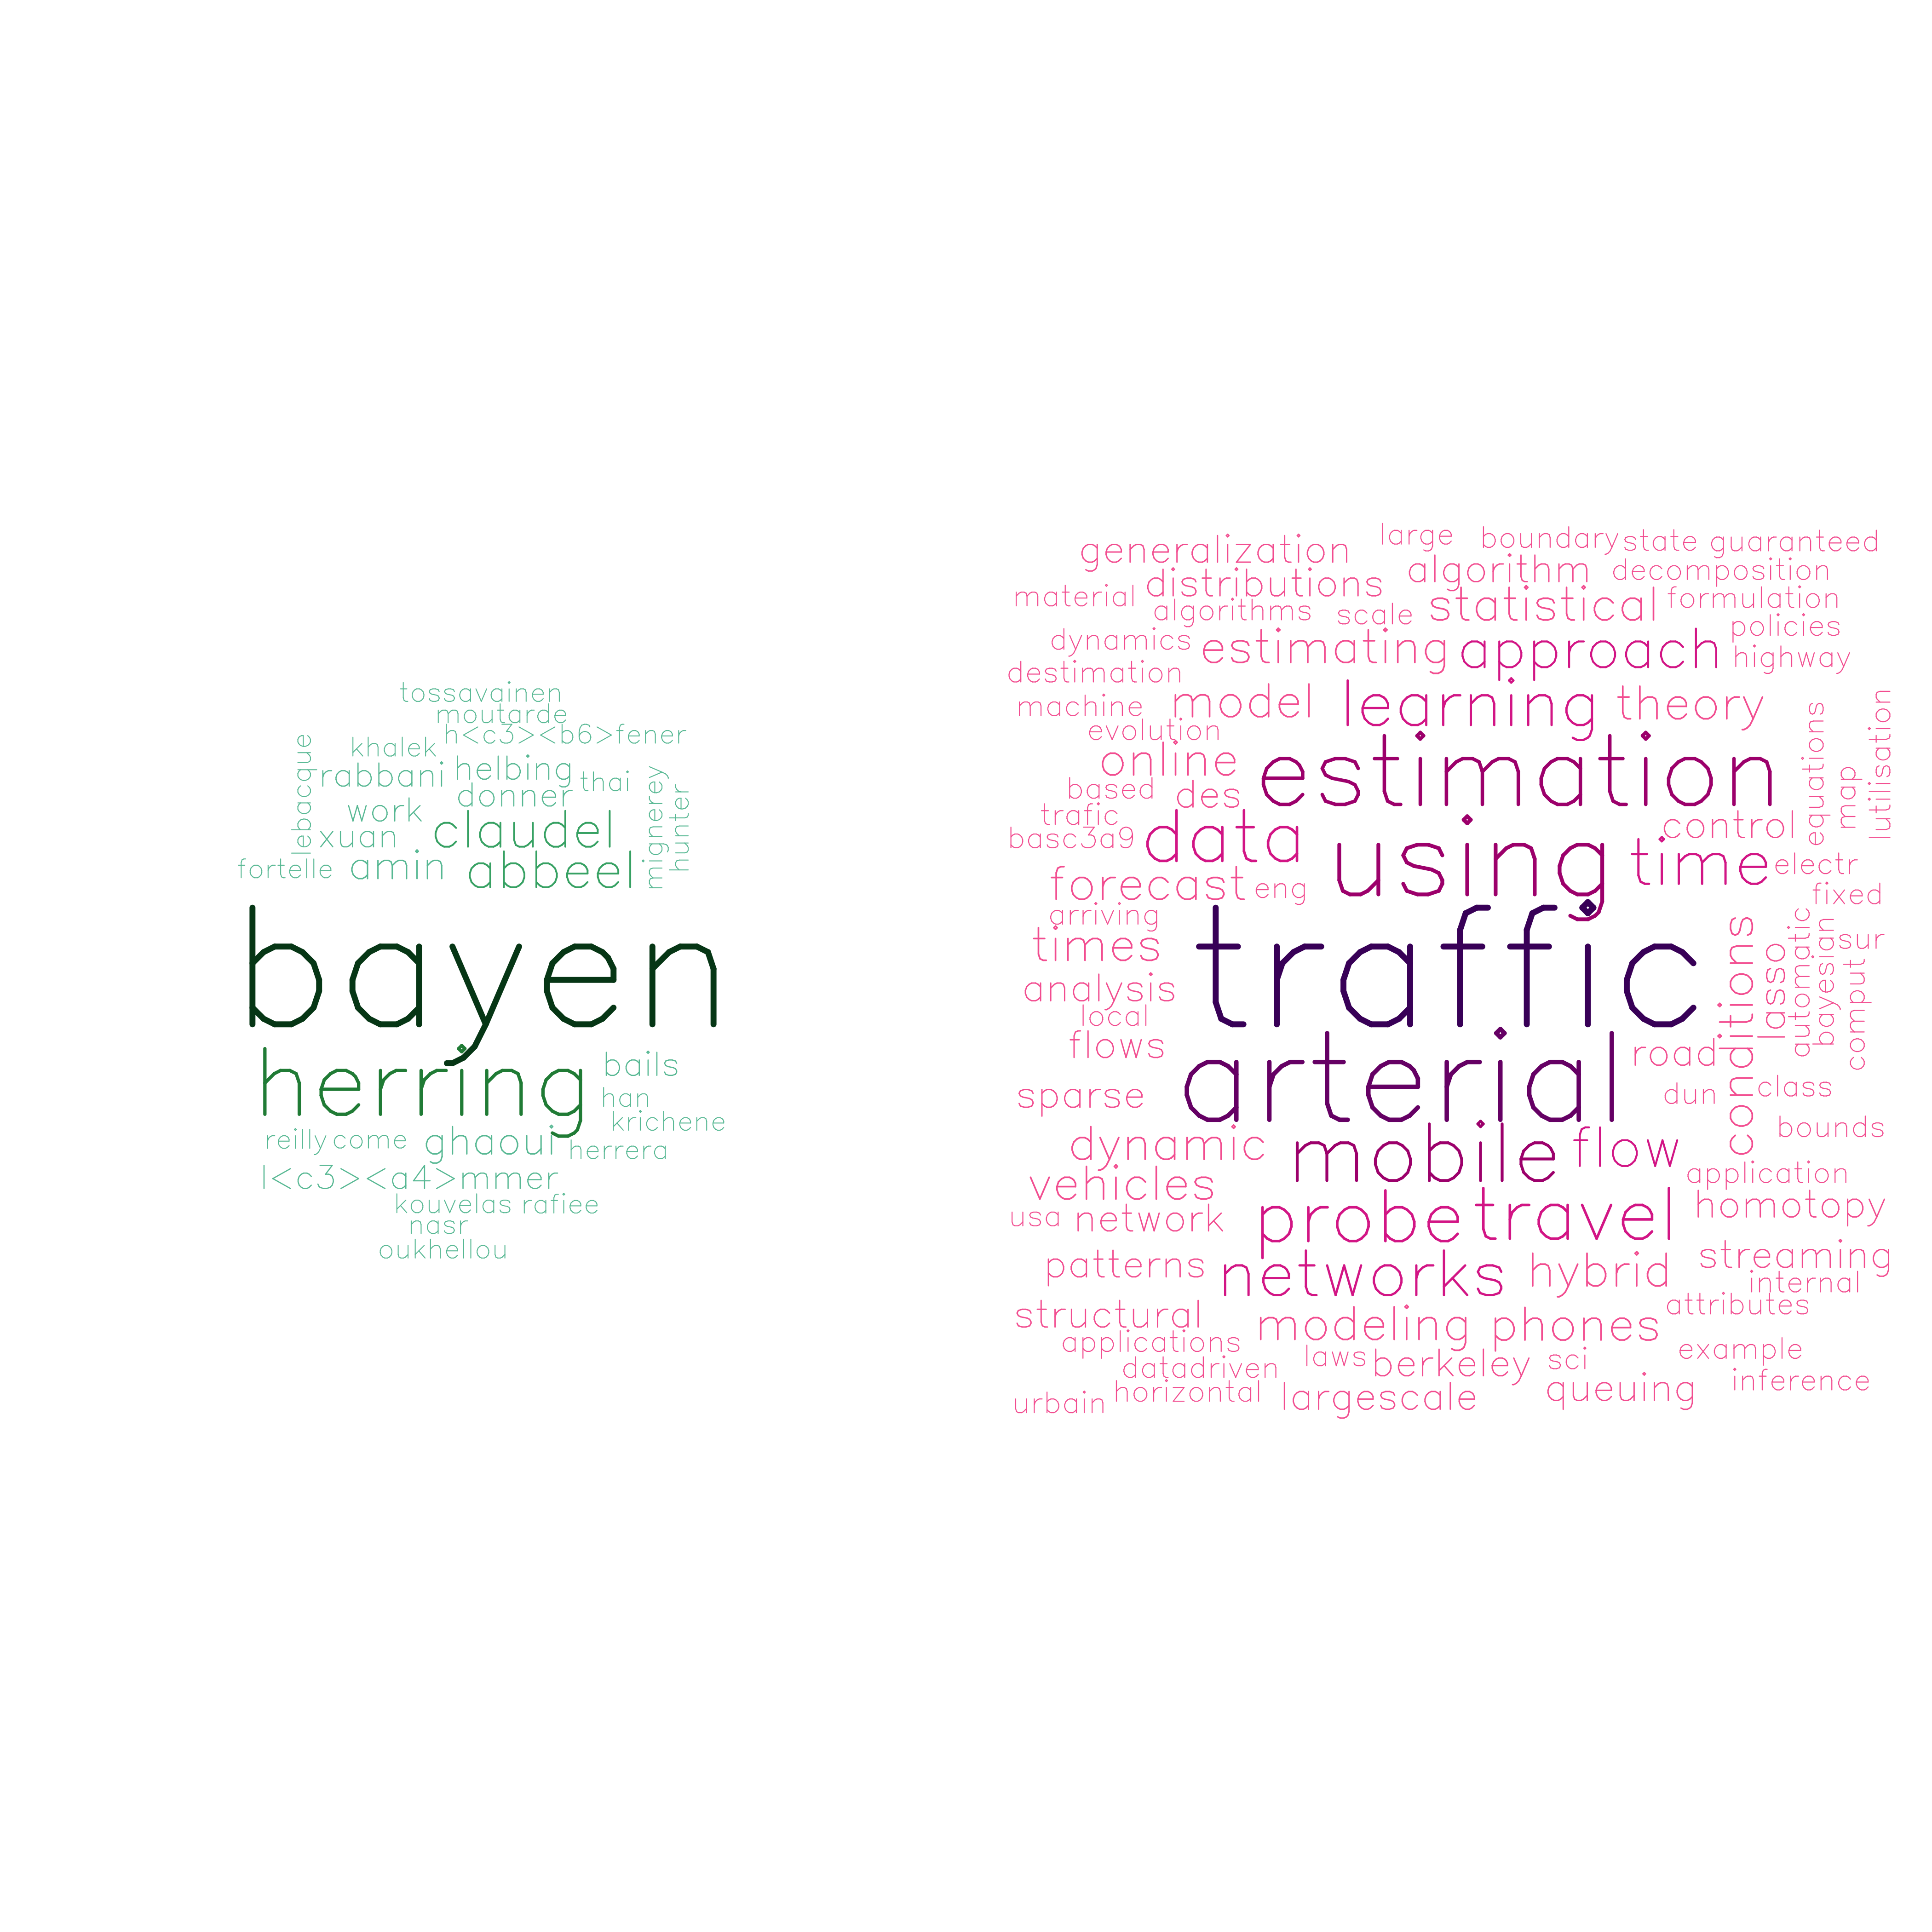 tossavainen
moutarde
h<c3><b6>fener
khalek
rabbani
helbing
donner
thai
lebacque
work
xuan
claudel
mignerey
hunter
fortelle
amin
abbeel
bayen
herring
bails
han
krichene
reilly
come
ghaoui
herrera
l<c3><a4>mmer
kouvelas
rafiee
nasr
oukhellou
large
boundary
state
guaranteed
generalization
algorithm
decomposition
material
distributions
statistical
formulation
algorithms
scale
policies
dynamics
estimating
approach
highway
destimation
machine
model
learning
theory
evolution
online
estimation
equations
map
lutilisation
based
des
trafic
basc3a9
data
using
control
time
electr
forecast
eng
fixed
arriving
times
traffic
conditions
lasso
automatic
bayesian
comput
sur
analysis
local
flows
arterial
road
sparse
dun
class
dynamic
mobile
flow
bounds
vehicles
application
usa
network
probe
travel
homotopy
patterns
networks
hybrid
streaming
internal
structural
modeling
phones
attributes
applications
laws
berkeley
sci
example
datadriven
horizontal
largescale
queuing
inference
urbain